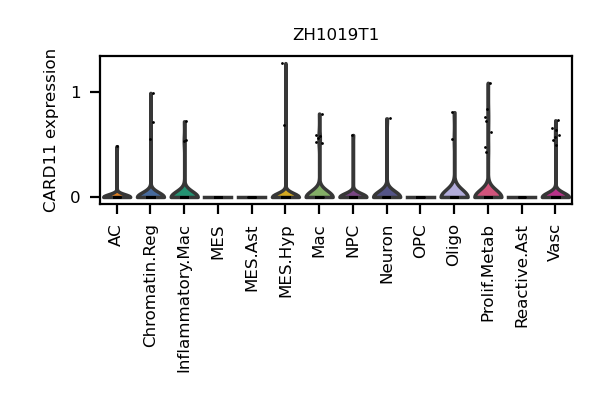 ZH1019T1
CARD11 expression
1
0
AC
Chromatin.Reg
Inflammatory.Mac
MES
MES.Ast
MES.Hyp
Mac
NPC
Neuron
OPC
Oligo
Prolif.Metab
Reactive.Ast
Vasc